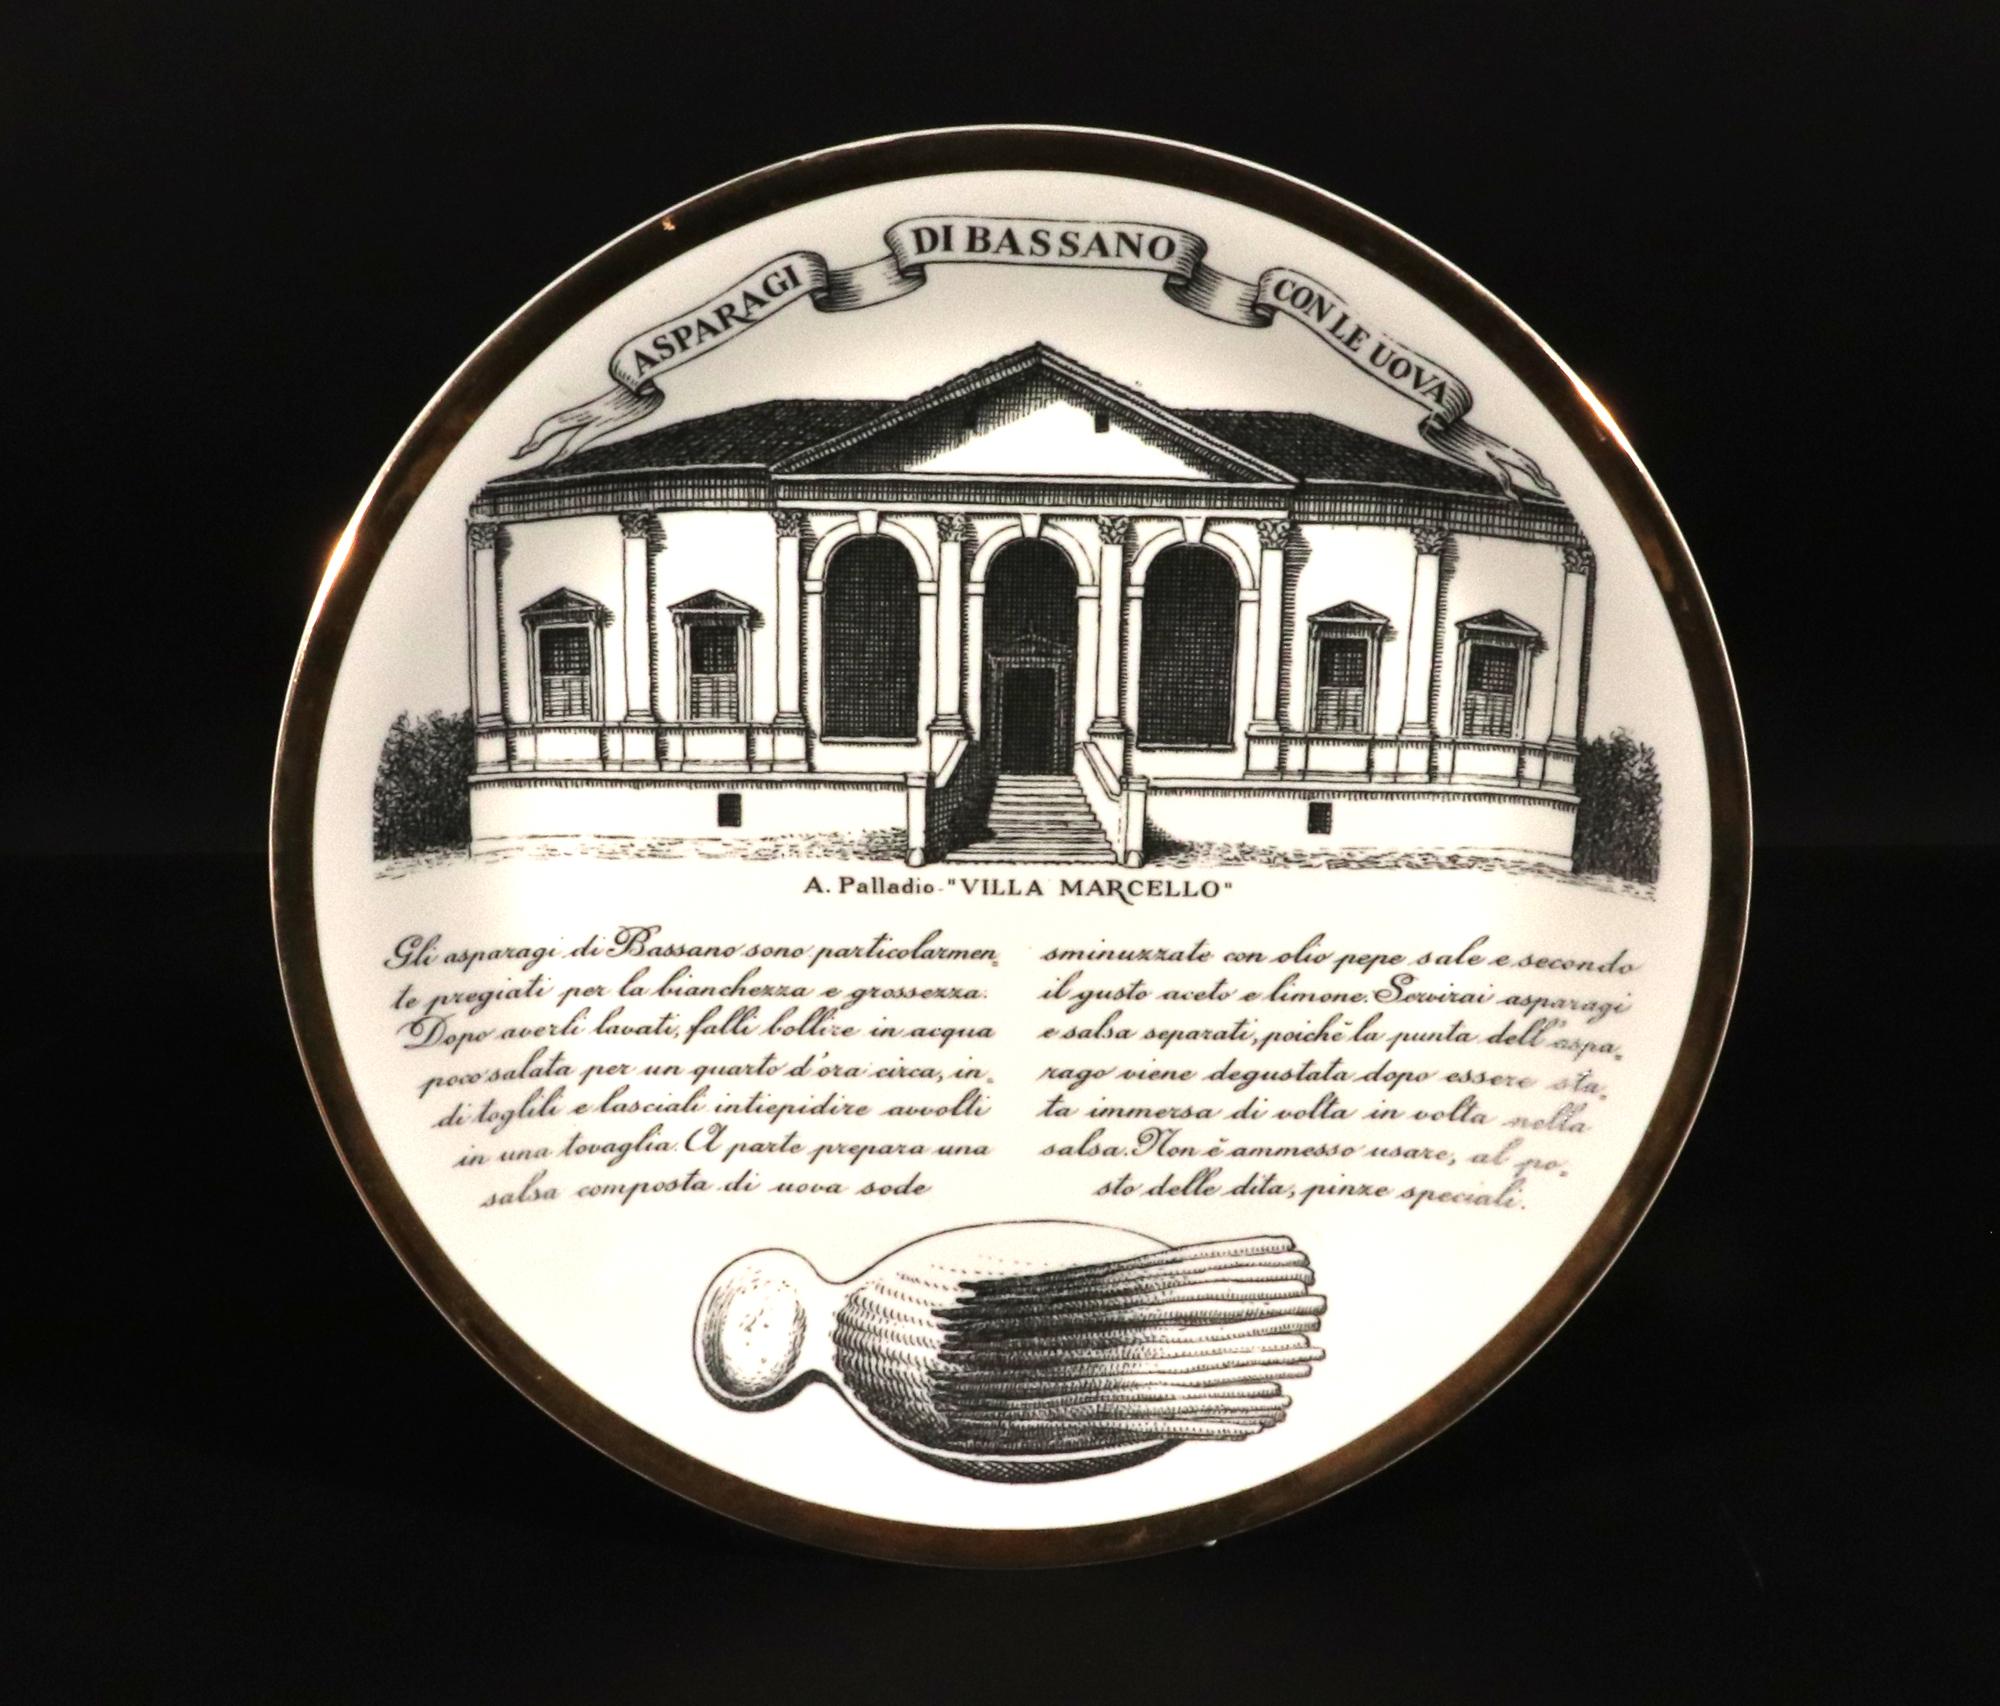 ASPARAGI DI BASSANO CON LE UOVA
A. Palladio - "VILLA MARCELLO"
Gli asparagi di Bassano sono particolarmen=
te pregiati per la bianchezza e grossezza.
Dopo averli lavati, falli bollire in acqua
poco salata per un quarto d'ora circa, in=
di toglili e lasciali intiepidire avvolti
in una tovaglia. A parte prepara una
salsa composta di uova sode
sminuzzate con olio pepe sale e secondo
il gusto aceto e limone. Servirai asparagi
e salsa separati, poichè la punta dell'aspa=
rago viene degustata dopo essere sta=
ta immersa di volta in volta nella
salsa. Non è ammesso usare, al po=
sto delle dita, pinze speciali.